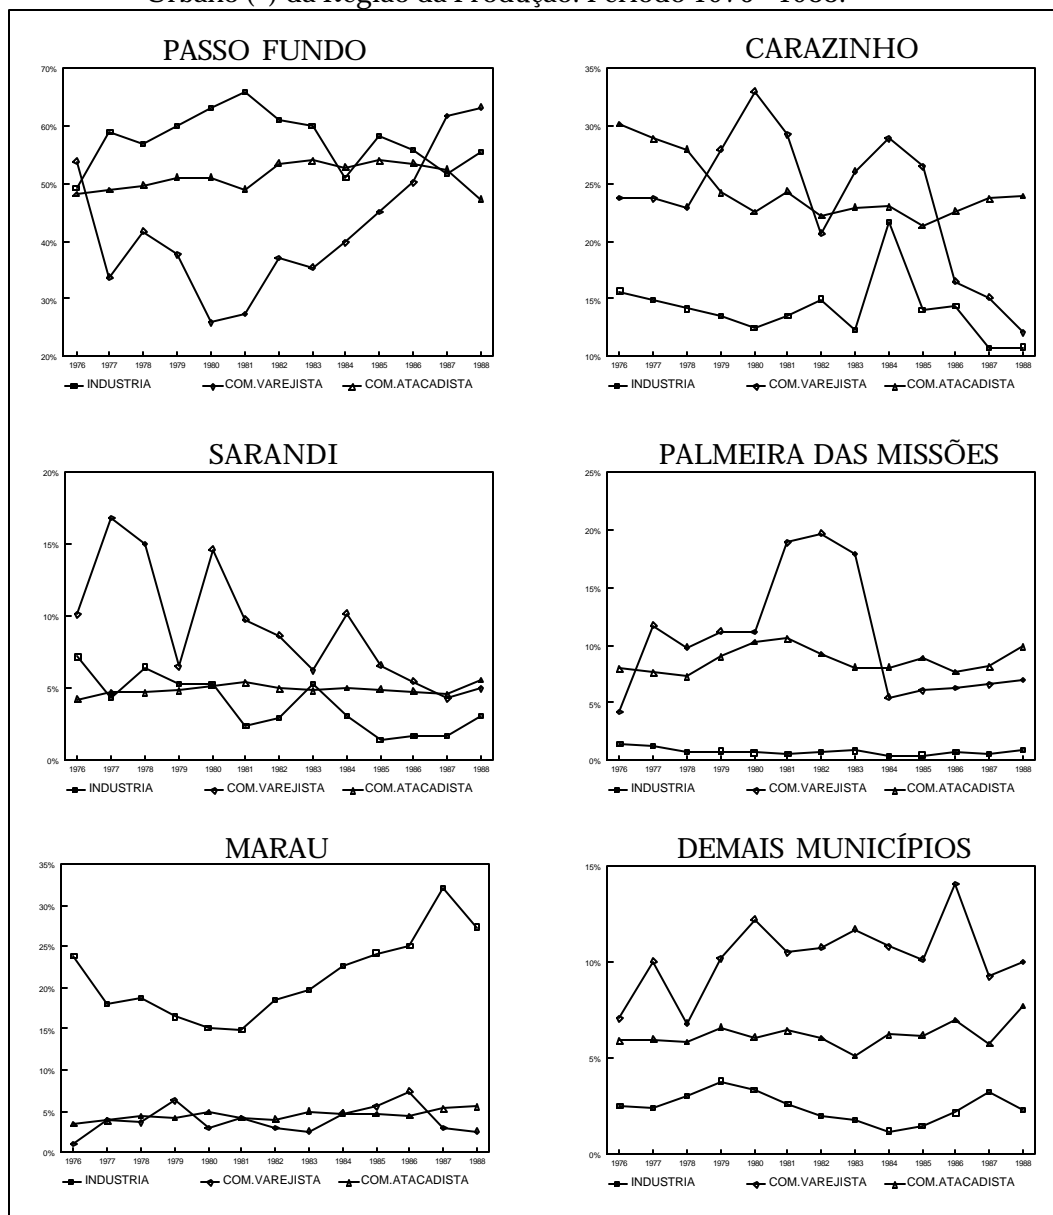 Urbano (*) da Região da Produção. Período 1976 - 1988.
PASSO FUNDO
70%
60%
50%
40%
30%
20%
1976 1977 1978 1979 1980 1981 1982 1983 1984 1985 1986 1987 1988
INDUSTRIA COM.VAREJISTA COM.ATACADISTA
CARAZINHO
35%
30%
25%
20%
15%
10%
1976 1977 1978 1979 1980 1981 1982 1983 1984 1985 1986 1987 1988
INDUSTRIA COM.VAREJISTA COM.ATACADISTA
SARANDI
20%
15%
10%
5%
0%
1976 1977 1978 1979 1980 1981 1982 1983 1984 1985 1986 1987 1988
INDUSTRIA COM.VAREJISTA COM.ATACADISTA
PALMEIRA DAS MISSÕES
25%
20%
15%
10%
5%
0%
1976 1977 1978 1979 1980 1981 1982 1983 1984 1985 1986 1987 1988
INDUSTRIA COM.VAREJISTA COM.ATACADISTA
MARAU
35%
30%
25%
20%
15%
10%
5%
0%
1976 1977 1978 1979 1980 1981 1982 1983 1984 1985 1986 1987 1988
INDUSTRIA COM.VAREJISTA COM.ATACADISTA
DEMAIS MUNICÍPIOS
15%
10%
5%
0%
1976 1977 1978 1979 1980 1981 1982 1983 1984 1985 1986 1987 1988
INDUSTRIA COM.VAREJISTA COM.ATACADISTA